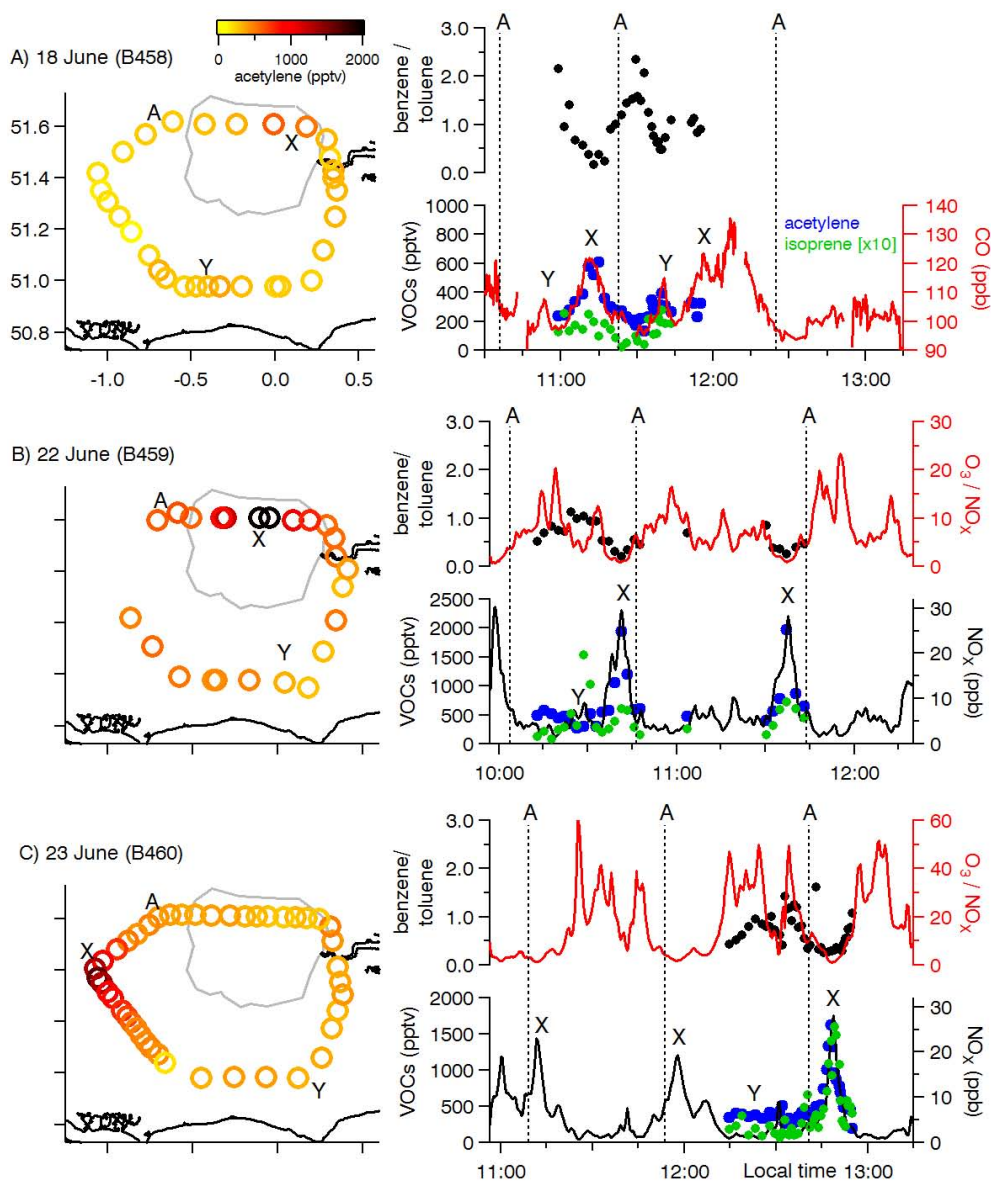 A) 18 June (B458)
0 1000 2000
acetylene (pptv)
A
X
Y
51.6
51.4
51.2
51.0
50.8
-1.0 -0.5 0.0 0.5
A A A
benzene / toluene
3.0
2.0
1.0
0.0
VOCs (pptv)
1000
800
600
400
200
0
Y X Y X
acetylene
isoprene [x10]
CO (ppb)
140
130
120
110
100
90
11:00 12:00 13:00
B) 22 June (B459)
A
X
Y
A A A
benzene/ toluene
3.0
2.0
1.0
0.0
O3 / NOX
30
20
10
0
VOCs (pptv)
2500
2000
1500
1000
500
0
Y X X
NOX (ppb)
30
20
10
0
10:00 11:00 12:00
C) 23 June (B460)
A
X
Y
A A A
benzene/ toluene
3.0
2.0
1.0
0.0
O3 / NOX
60
40
20
0
VOCs (pptv)
2000
1500
1000
500
0
X X Y X
NOX (ppb)
30
20
10
0
11:00 12:00 Local time 13:00